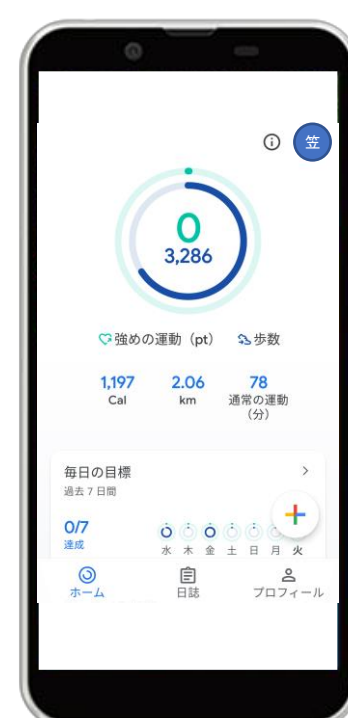 笠
0
3,286
強めの運動（pt） 歩数
1,197 2.06 78
Cal km 通常の運動
（分）
毎日の目標
過去 7 日間
0/7
達成
水 木 金 土 日 月 火
ホーム 日誌 プロフィール